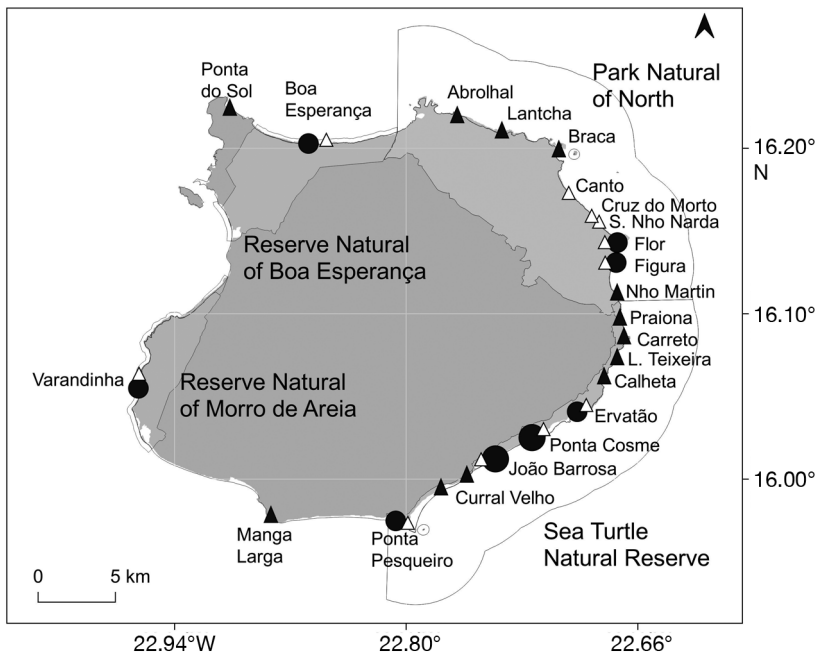 Ponta
do Sol
Boa
Esperança
Abrolhal
Lantcha
Braca
Park Natural
of North
16.20°
N
Canto
Cruz do Morto
S. Nho Narda
Flor
Figura
Reserve Natural
of Boa Esperança
Nho Martin
16.10°
Praiona
Carreto
L. Teixeira
Calheta
Varandinha
Reserve Natural
of Morro de Areia
Ervatão
Ponta Cosme
João Barrosa
16.00°
Curral Velho
Manga
Larga
Ponta
Pesqueiro
Sea Turtle
Natural Reserve
0 5 km
22.94°W 22.80° 22.66°